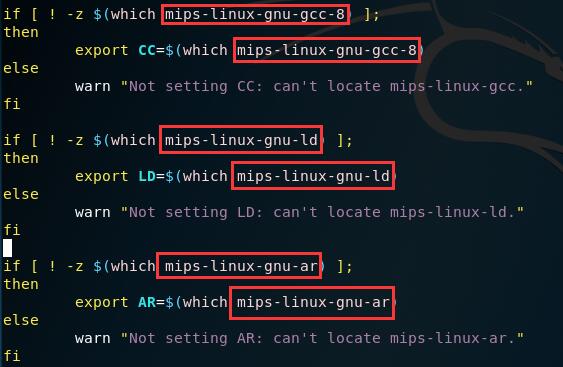 if [ ! -z $(which mips-linux-gnu-gcc-8) ];
then
        export CC=$(which mips-linux-gnu-gcc-8)
else
        warn "Not setting CC: can't locate mips-linux-gcc."
fi
if [ ! -z $(which mips-linux-gnu-ld) ];
then
        export LD=$(which mips-linux-gnu-ld)
else
        warn "Not setting LD: can't locate mips-linux-ld."
fi
if [ ! -z $(which mips-linux-gnu-ar) ];
then
        export AR=$(which mips-linux-gnu-ar)
else
        warn "Not setting AR: can't locate mips-linux-ar."
fi